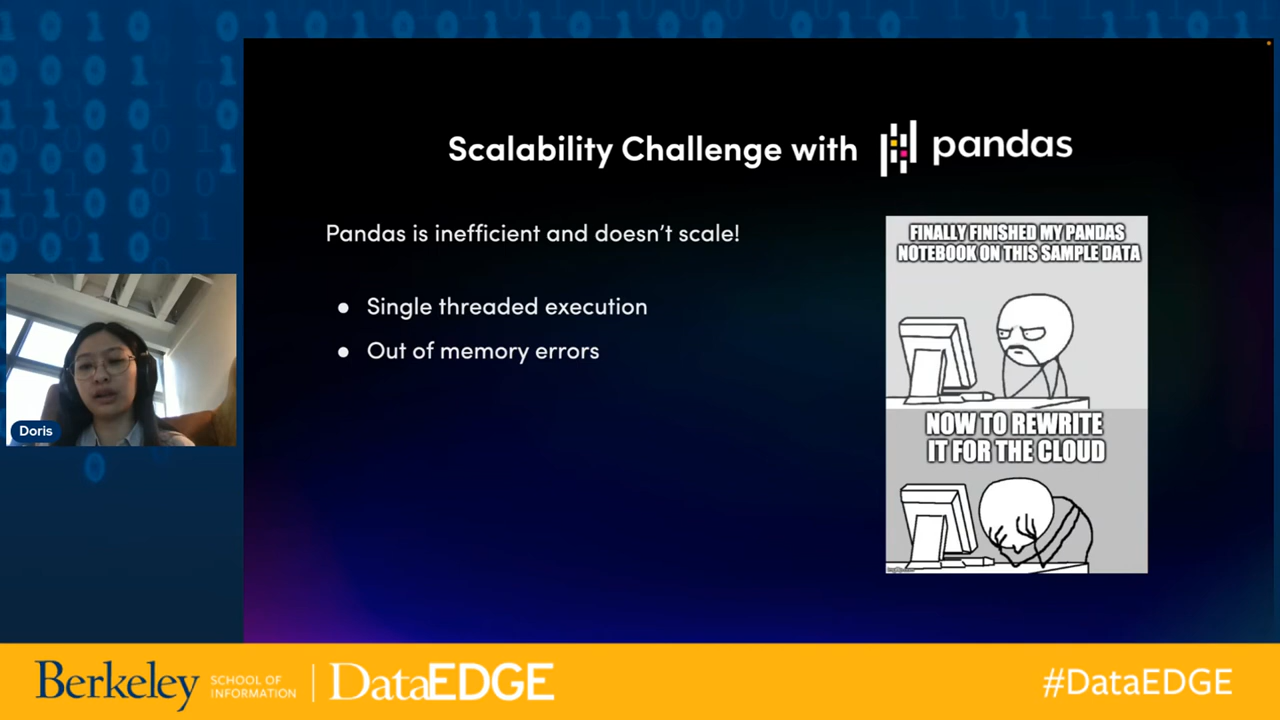 Scalability Challenge with pandas
Pandas is inefficient and doesn't scale!
● Single threaded execution
● Out of memory errors
FINALLY FINISHED MY PANDAS
NOTEBOOK ON THIS SAMPLE DATA
NOW TO REWRITE
IT FOR THE CLOUD
Doris
Berkeley SCHOOL OF
INFORMATION
DataEDGE
#DataEDGE